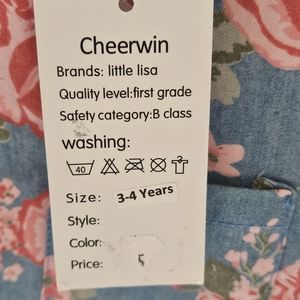 Cheerwin
Brands: little lisa
Quality level:first grade
Safety category:B class
washing:
40
Size: 3-4 Years
Style:
Color:
Price: